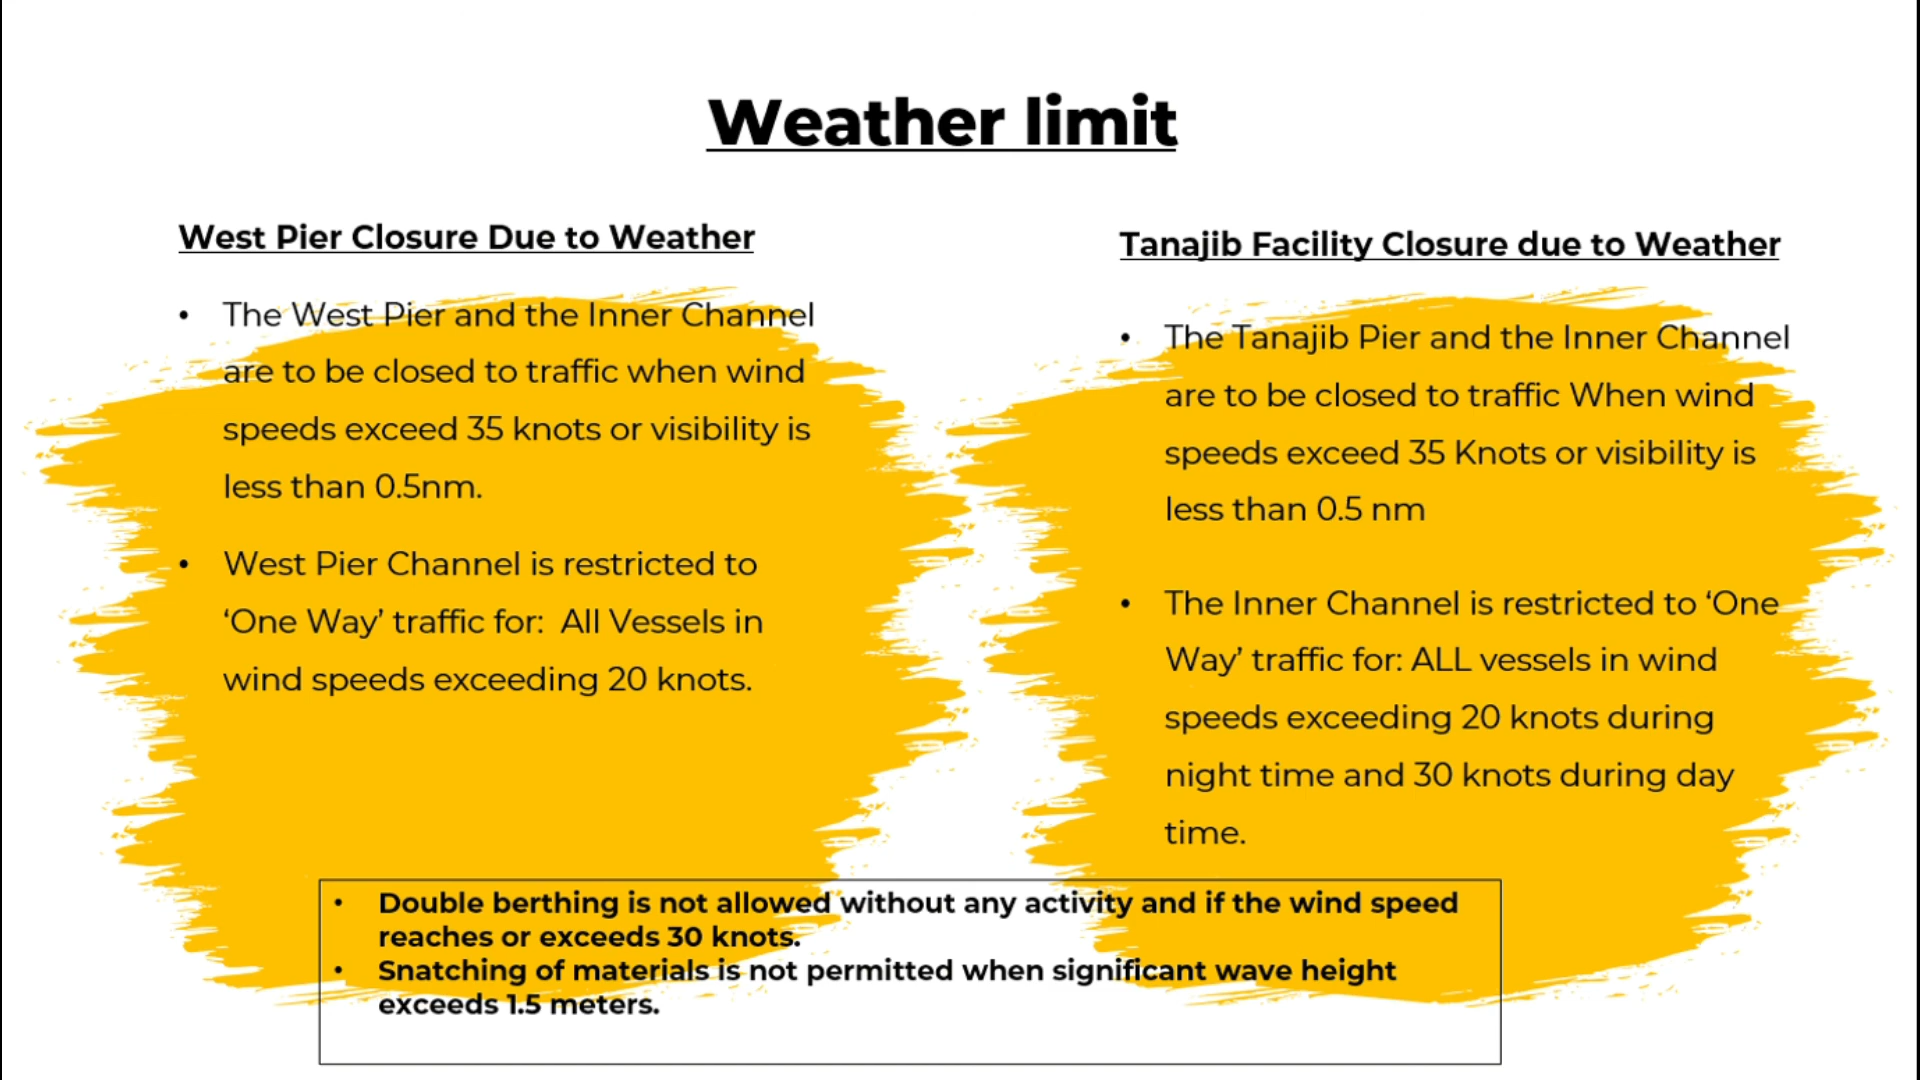 Weather limit
West Pier Closure Due to Weather
• The West Pier and the Inner Channel
are to be closed to traffic when wind
speeds exceed 35 knots or visibility is
less than 0.5nm.
• West Pier Channel is restricted to
‘One Way’ traffic for:  All Vessels in
wind speeds exceeding 20 knots.
Tanajib Facility Closure due to Weather
• The Tanajib Pier and the Inner Channel
are to be closed to traffic When wind
speeds exceed 35 Knots or visibility is
less than 0.5 nm
• The Inner Channel is restricted to ‘One
Way’ traffic for: ALL vessels in wind
speeds exceeding 20 knots during
night time and 30 knots during day
time.
• Double berthing is not allowed without any activity and if the wind speed
reaches or exceeds 30 knots.
• Snatching of materials is not permitted when significant wave height
exceeds 1.5 meters.